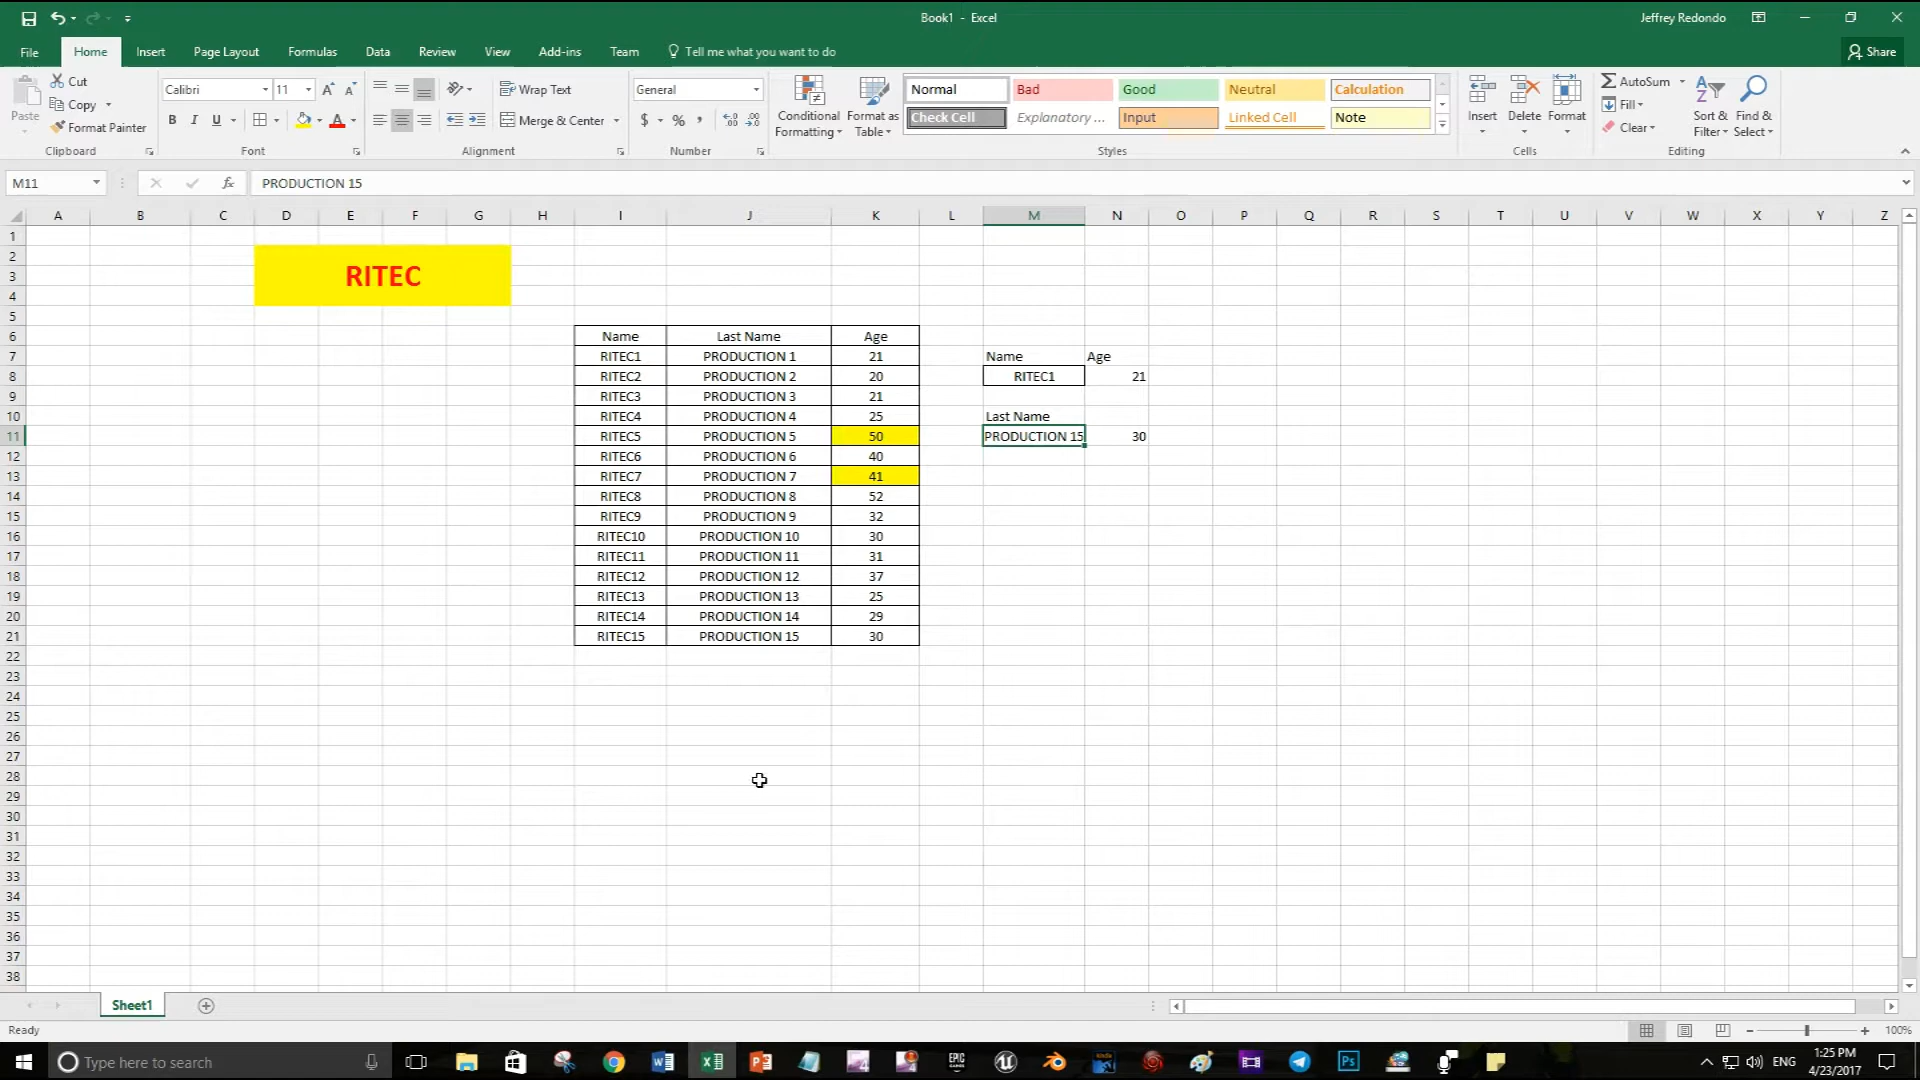 Book1 - Excel
Jeffrey Redondo
File Home Insert Page Layout Formulas Data Review View Add-ins Team Tell me what you want to do Share
Paste Cut Copy Format Painter Clipboard
Calibri 11 A A B I U A Font
Wrap Text Merge & Center Alignment
General $ % , Number
Conditional Formatting Format as Table
Normal Bad Good Neutral Calculation
Check Cell Explanatory ... Input Linked Cell Note
Styles
Insert Delete Format Cells
AutoSum Fill Clear Sort & Filter Find & Select Editing
M11 fx PRODUCTION 15
A B C D E F G H I J K L M N O P Q R S T U V W X Y Z
1
2
3 RITEC
4
5
6 Name Last Name Age
7 RITEC1 PRODUCTION 1 21 Name Age
8 RITEC2 PRODUCTION 2 20 RITEC1 21
9 RITEC3 PRODUCTION 3 21
10 RITEC4 PRODUCTION 4 25 Last Name
11 RITEC5 PRODUCTION 5 50 PRODUCTION 15 30
12 RITEC6 PRODUCTION 6 40
13 RITEC7 PRODUCTION 7 41
14 RITEC8 PRODUCTION 8 52
15 RITEC9 PRODUCTION 9 32
16 RITEC10 PRODUCTION 10 30
17 RITEC11 PRODUCTION 11 31
18 RITEC12 PRODUCTION 12 37
19 RITEC13 PRODUCTION 13 25
20 RITEC14 PRODUCTION 14 29
21 RITEC15 PRODUCTION 15 30
22
23
24
25
26
27
28
29
30
31
32
33
34
35
36
37
38
Sheet1
Ready 100%
Type here to search
ENG 1:25 PM
4/23/2017